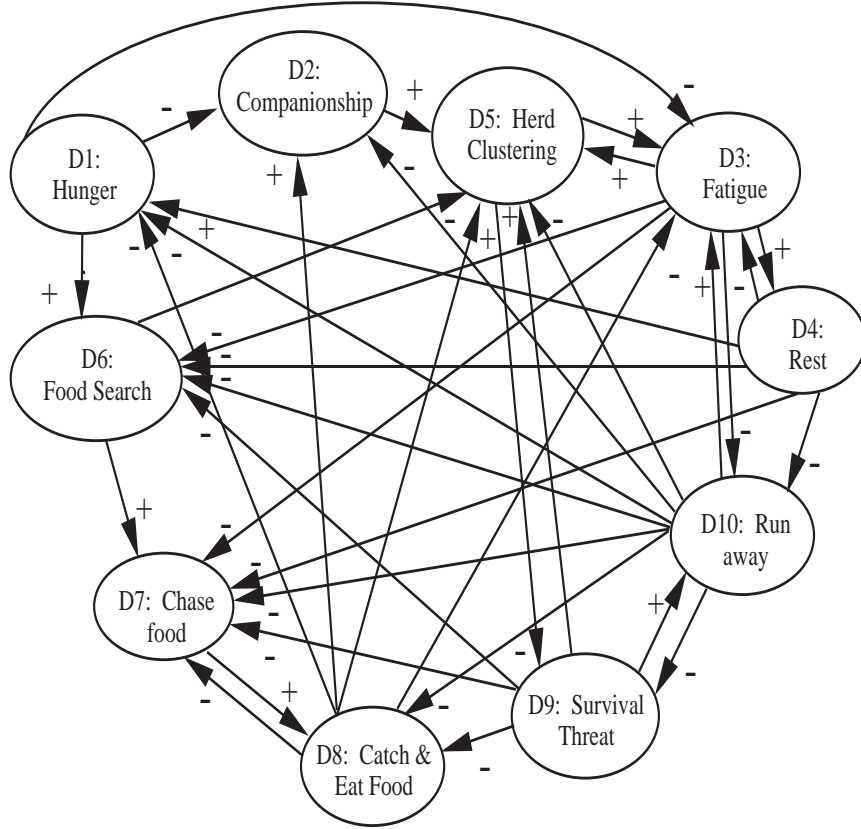 D2:
Companionship
D5: Herd
Clustering
D1:
Hunger
D3:
Fatigue
D6:
Food Search
D4:
Rest
D10: Run
away
D7: Chase
food
D9: Survival
Threat
D8: Catch &
Eat Food
-
-
+
+
+
-
+
-
-
+
-
+
+
-
-
+
-
+
+
-
-
-
-
-
-
+
-
-
-
-
+
-
-
+
-
-
-